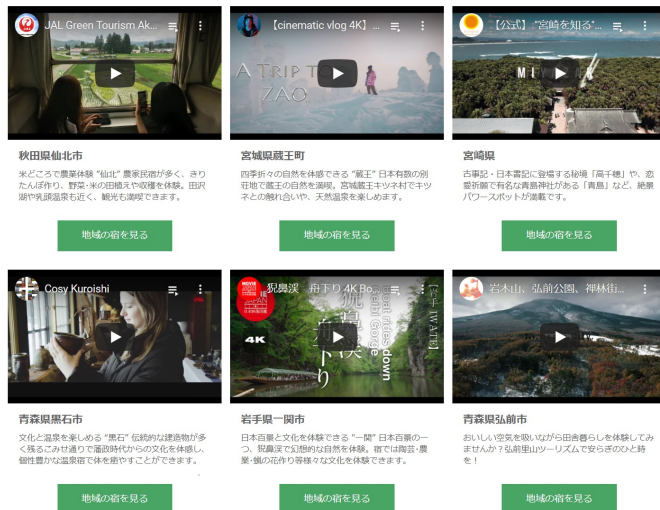 JAL Green Tourism Ak...
【cinematic vlog 4K】...
【公式】"宮崎を知る"...
A TRIP TO
ZAO
秋田県仙北市
米どころで農業体験 "仙北" 農家民宿が多く、きり
たんぽ作り、野菜･米の田植えや収穫を体験。田沢
湖や乳頭温泉も近く、観光も満喫できます。
地域の宿を見る
宮城県蔵王町
四季折々の自然を体感できる "蔵王" 日本有数の別
荘地で蔵王の自然を満喫。宮城蔵王キツネ村でキツ
ネとの触れ合いや、天然温泉を楽しめます。
地域の宿を見る
宮崎県
古事記・日本書記に登場する秘境「高千穂」や、恋
愛祈願で有名な青島神社がある「青島」など、絶景
パワースポットが満載です。
地域の宿を見る
Cosy Kuroishi
猊鼻渓 舟下り 4K Bo...
岩木山、弘前公園、禅林街...
4K
猊鼻渓
舟下り
Boat rides down
Geibi Gorge
【岩手 IWATE】
青森県黒石市
文化と温泉を楽しめる "黒石" 伝統的な建造物が多
く残るこみせ通りで藩政時代からの文化を体感し、
個性豊かな温泉宿で体を癒やすことができます。
地域の宿を見る
岩手県一関市
日本百景と文化を体験できる "一関" 日本百景の一
つ、猊鼻渓で幻想的な自然を体験。宿では陶芸･農
業･蝋の花作り等様々な文化を体験できます。
地域の宿を見る
青森県弘前市
おいしい空気を吸いながら田舎暮らしを体験してみ
ませんか？弘前里山ツーリズムで安らぎのひと時
を！
地域の宿を見る